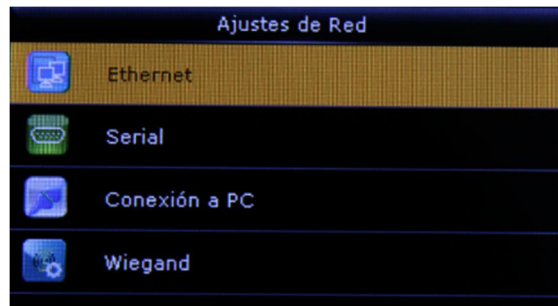 Ajustes de Red
Ethernet
Serial
Conexión a PC
Wiegand